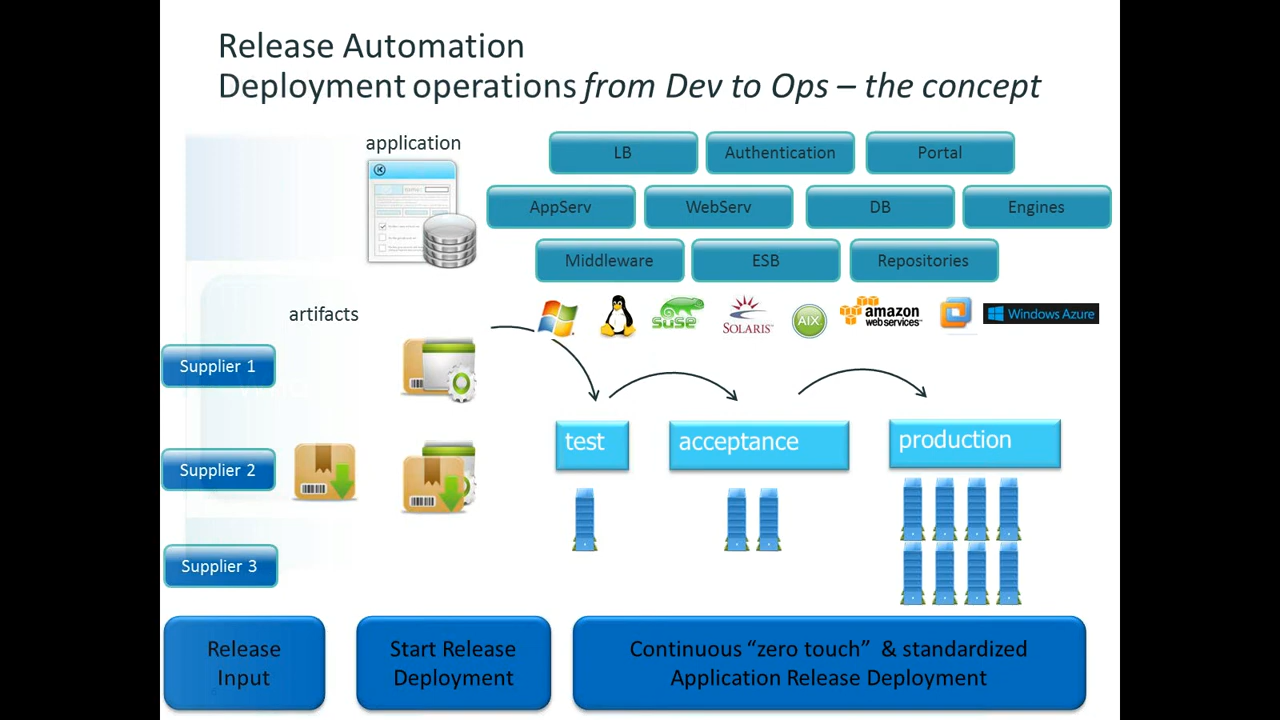 Release Automation
Deployment operations from Dev to Ops – the concept
application
LB
Authentication
Portal
AppServ
WebServ
DB
Engines
Middleware
ESB
Repositories
artifacts
suse
SOLARIS
AIX
amazon
webservices
Windows Azure
Supplier 1
Supplier 2
Supplier 3
test
acceptance
production
Release
Input
Start Release
Deployment
Continuous “zero touch” & standardized
Application Release Deployment